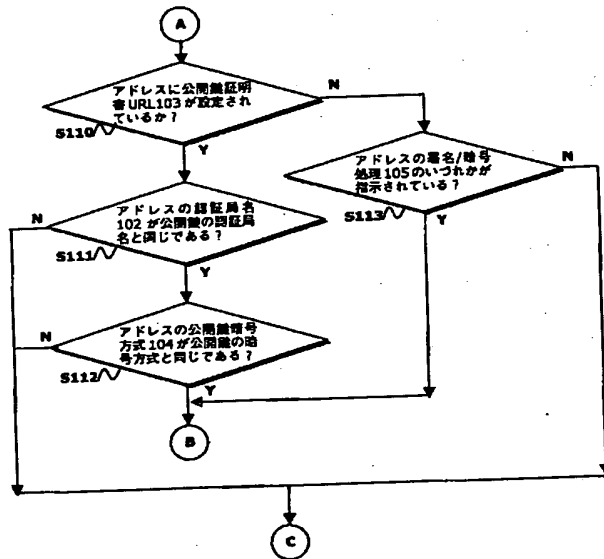 A
アドレスに公開鍵証明
書URL103が設定され
ているか？
N
S110
Y
アドレスの署名/暗号
処理105のいづれかが
指示されている？
N
S113
Y
N
アドレスの認証局名
102が公開鍵の認証局
名と同じである？
S111
Y
N
アドレスの公開鍵暗号
方式104が公開鍵の暗
号方式と同じである？
S112
Y
B
C